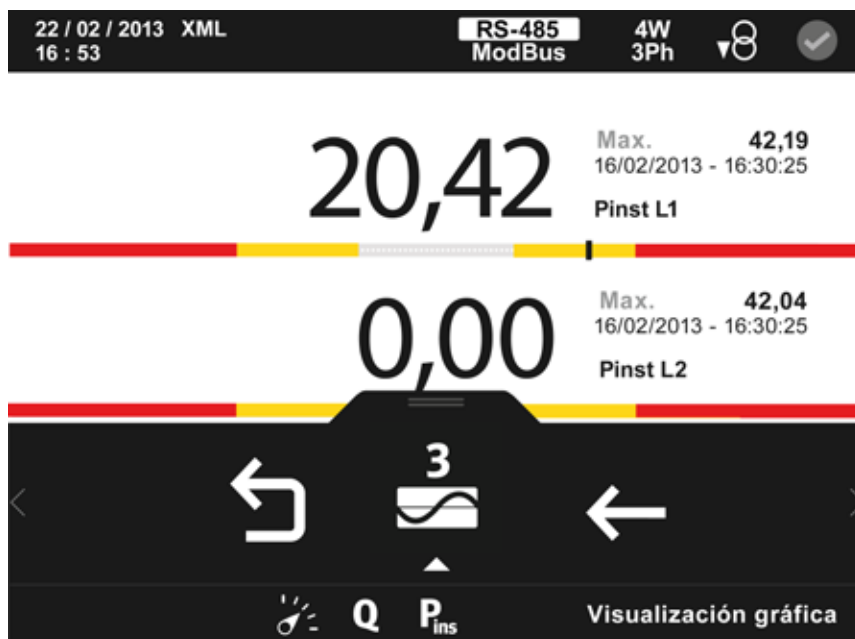 22 / 02 / 2013 XML RS-485 4W
16 : 53 ModBus 3Ph
20,42
Max. 42,19
16/02/2013 - 16:30:25
Pinst L1
0,00
Max. 42,04
16/02/2013 - 16:30:25
Pinst L2
3
Q Pins Visualización gráfica